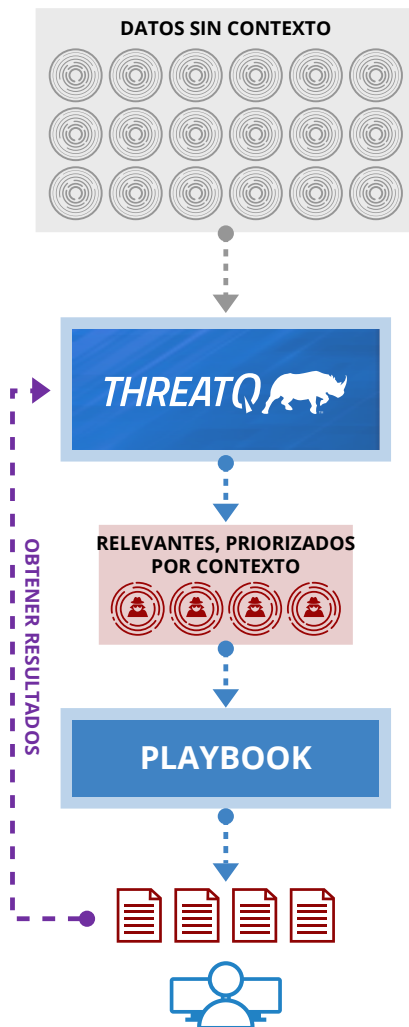 DATOS SIN CONTEXTO
THREATQ
RELEVANTES, PRIORIZADOS
POR CONTEXTO
OBTENER RESULTADOS
PLAYBOOK